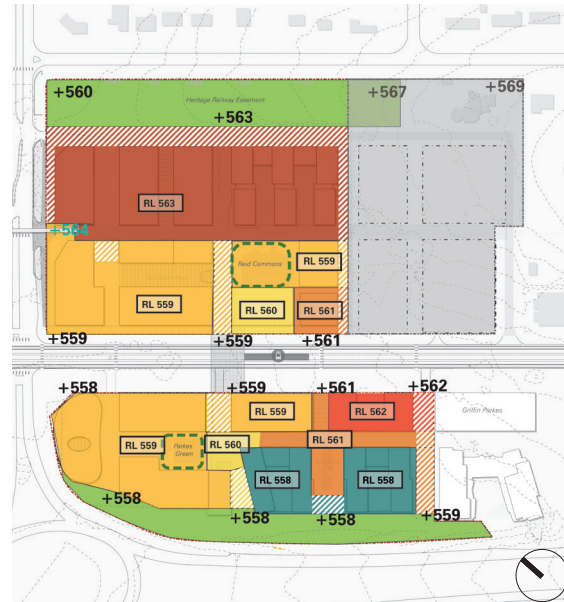 +560
+567
+569
Heritage Railway Easement
+563
RL 563
+564
Reid Commons
RL 559
RL 559
RL 560
RL 561
+559
+559
+561
+558
+559
+561
+562
RL 559
RL 562
Griffin Parkes
RL 559
Parkes
Green
RL 560
RL 561
RL 558
RL 558
+558
+558
+558
+559